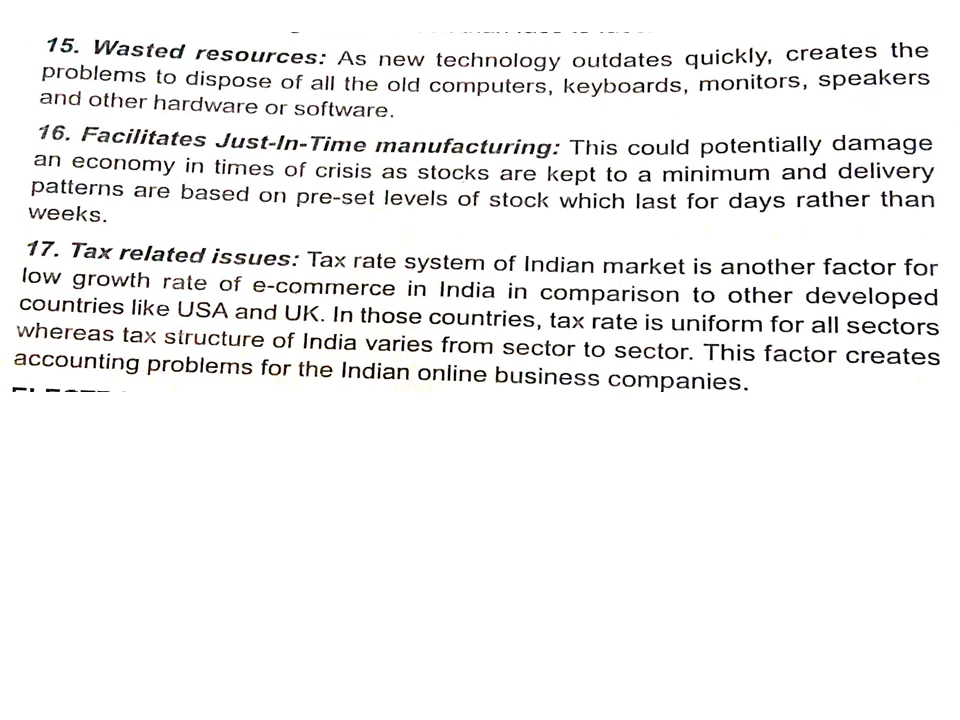 15. Wasted resources: As new technology outdates quickly, creates the
problems to dispose of all the old computers, keyboards, monitors, speakers
and other hardware or software.
16. Facilitates Just-In-Time manufacturing: This could potentially damage
an economy in times of crisis as stocks are kept to a minimum and delivery
patterns are based on pre-set levels of stock which last for days rather than
weeks.
17. Tax related issues: Tax rate system of Indian market is another factor for
low growth rate of e-commerce in India in comparison to other developed
countries like USA and UK. In those countries, tax rate is uniform for all sectors
whereas tax structure of India varies from sector to sector. This factor creates
accounting problems for the Indian online business companies.